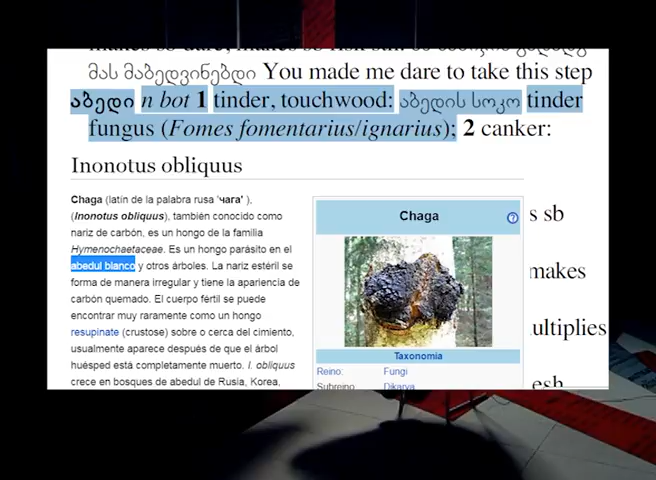 მას მაბედვინებდი You made me dare to take this step
აბედი n bot 1 tinder, touchwood: აბედის სოკო tinder
fungus (Fomes fomentarius/ignarius); 2 canker:
Inonotus obliquus
Chaga (latín de la palabra rusa 'чага' ),
(Inonotus obliquus), también conocido como
nariz de carbón, es un hongo de la familia
Hymenochaetaceae. Es un hongo parásito en el
abedul blanco y otros árboles. La nariz estéril se
forma de manera irregular y tiene la apariencia de
carbón quemado. El cuerpo fértil se puede
encontrar muy raramente como un hongo
resupinate (crustose) sobre o cerca del cimiento,
usualmente aparece después de que el árbol
huésped está completamente muerto. I. obliquus
crece en bosques de abedul de Rusia, Korea,
Chaga
?
Taxonomía
Reino: Fungi
Subreino: Dikarya
s sb
makes
ultiplies
esh